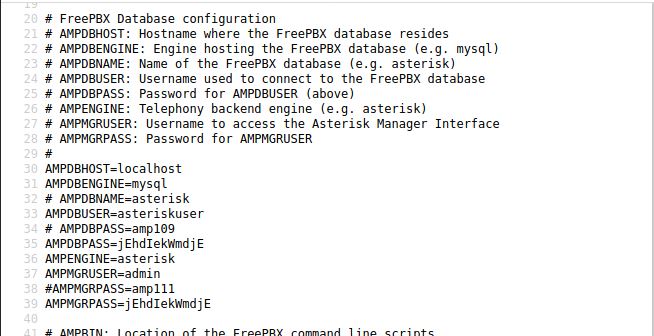 19
20 # FreePBX Database configuration
21 # AMPDBHOST: Hostname where the FreePBX database resides
22 # AMPDBENGINE: Engine hosting the FreePBX database (e.g. mysql)
23 # AMPDBNAME: Name of the FreePBX database (e.g. asterisk)
24 # AMPDBUSER: Username used to connect to the FreePBX database
25 # AMPDBPASS: Password for AMPDBUSER (above)
26 # AMPENGINE: Telephony backend engine (e.g. asterisk)
27 # AMPMGRUSER: Username to access the Asterisk Manager Interface
28 # AMPMGRPASS: Password for AMPMGRUSER
29 #
30 AMPDBHOST=localhost
31 AMPDBENGINE=mysql
32 # AMPDBNAME=asterisk
33 AMPDBUSER=asteriskuser
34 # AMPDBPASS=amp109
35 AMPDBPASS=jEhdIekWmdjE
36 AMPENGINE=asterisk
37 AMPMGRUSER=admin
38 #AMPMGRPASS=amp111
39 AMPMGRPASS=jEhdIekWmdjE
40
41 # AMPBIN: Location of the FreePBX command line scripts